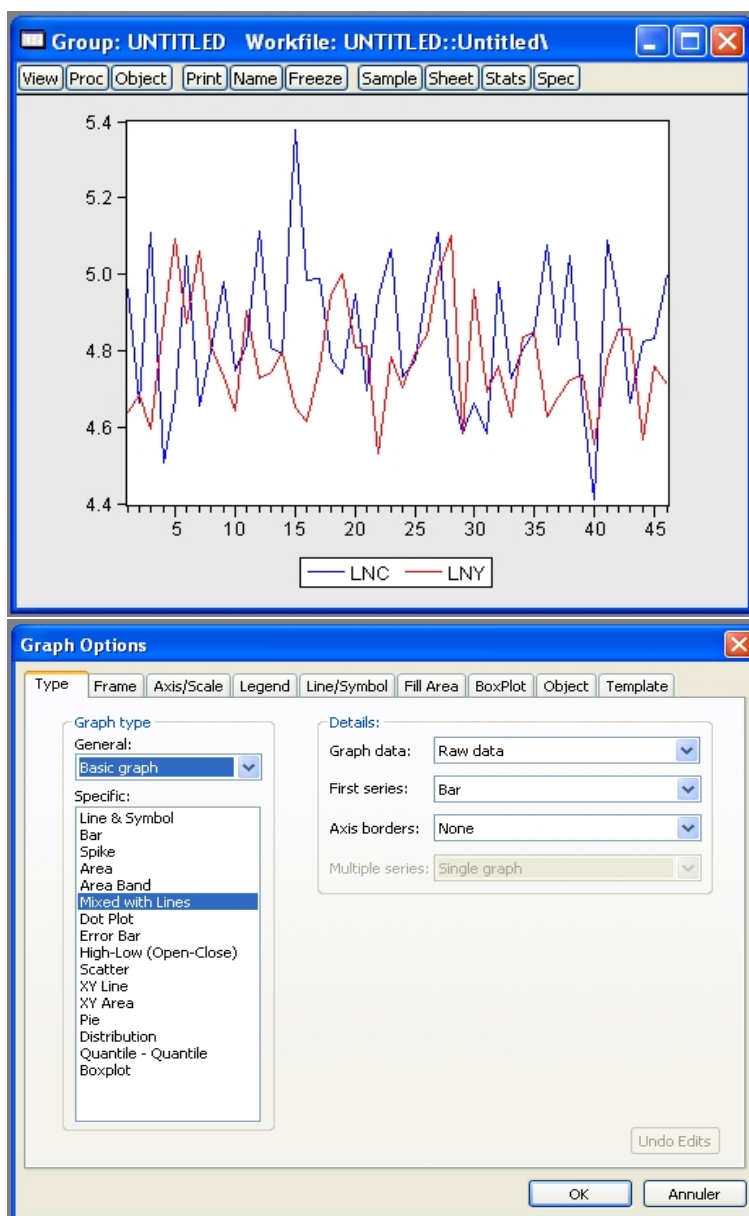 Group: UNTITLED Workfile: UNTITLED::Untitled\
View Proc Object Print Name Freeze Sample Sheet Stats Spec
5.4
5.2
5.0
4.8
4.6
4.4
5 10 15 20 25 30 35 40 45
LNC LNY
Graph Options
Type Frame Axis/Scale Legend Line/Symbol Fill Area BoxPlot Object Template
Graph type
General:
Basic graph
Specific:
Line & Symbol
Bar
Spike
Area
Area Band
Mixed with Lines
Dot Plot
Error Bar
High-Low (Open-Close)
Scatter
XY Line
XY Area
Pie
Distribution
Quantile - Quantile
Boxplot
Details:
Graph data: Raw data
First series: Bar
Axis borders: None
Multiple series: Single graph
Undo Edits
OK Annuler